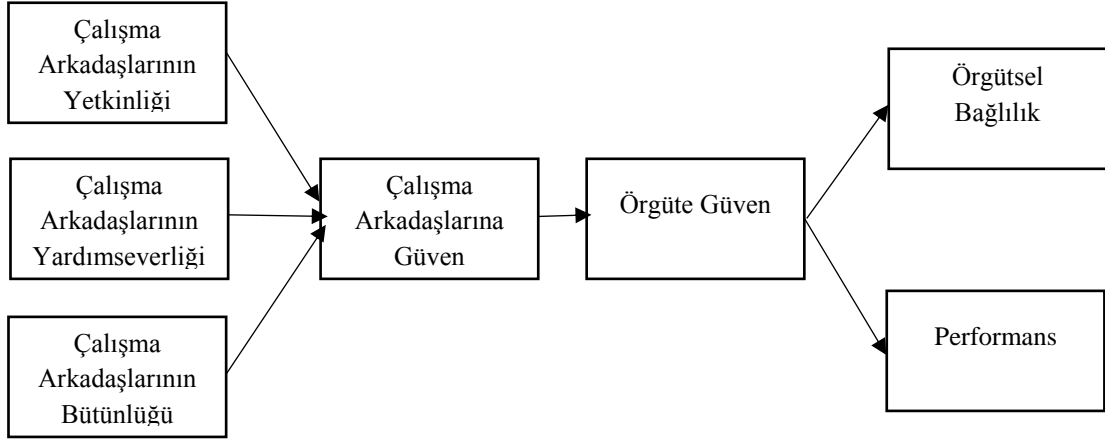 Çalışma
Arkadaşlarının
Yetkinliği
Çalışma
Arkadaşlarının
Yardımseverliği
Çalışma
Arkadaşlarının
Bütünlüğü
Çalışma
Arkadaşlarına
Güven
Örgüte Güven
Örgütsel
Bağlılık
Performans